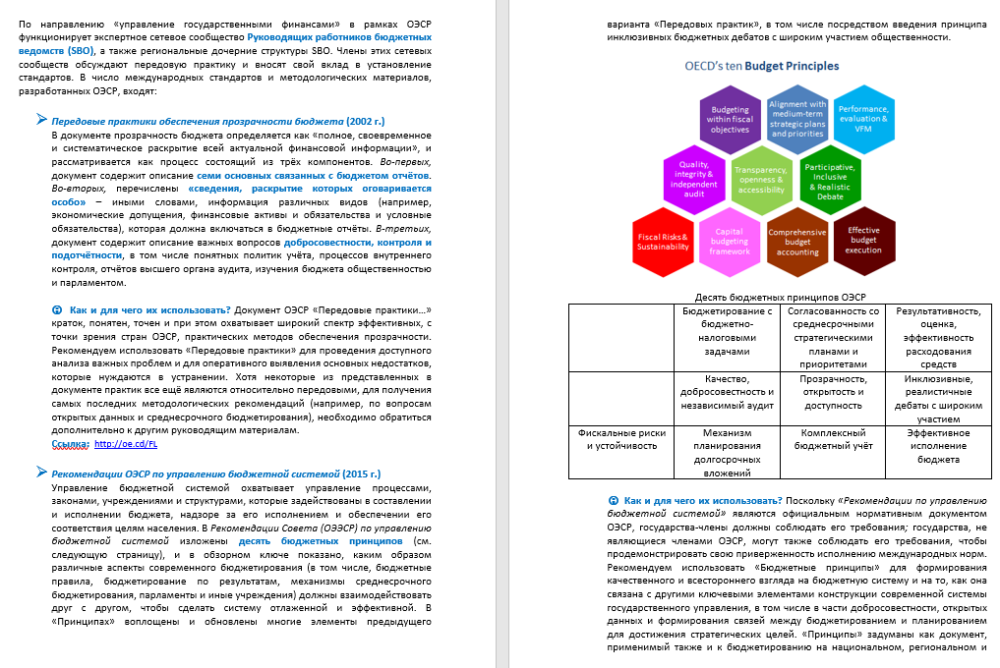 По направлению «управление государственными финансами» в рамках ОЭСР
функционирует экспертное сетевое сообщество Руководящих работников бюджетных
ведомств (SBO), а также региональные дочерние структуры SBO. Члены этих сетевых
сообществ обсуждают передовую практику и вносят свой вклад в установление
стандартов. В число международных стандартов и методологических материалов,
разработанных ОЭСР, входят:
Передовые практики обеспечения прозрачности бюджета (2002 г.)
В документе прозрачность бюджета определяется как «полное, своевременное
и систематическое раскрытие всей актуальной финансовой информации», и
рассматривается как процесс состоящий из трёх компонентов. Во-первых,
документ содержит описание семи основных связанных с бюджетом отчётов.
Во-вторых, перечислены «сведения, раскрытие которых оговаривается
особо» – иными словами, информация различных видов (например,
экономические допущения, финансовые активы и обязательства и условные
обязательства), которая должна включаться в бюджетные отчёты. В-третьих,
документ содержит описание важных вопросов добросовестности, контроля и
подотчётности, в том числе понятных политик учёта, процессов внутреннего
контроля, отчётов высшего органа аудита, изучения бюджета общественностью
и парламентом.
Как и для чего их использовать? Документ ОЭСР «Передовые практики…»
краток, понятен, точен и при этом охватывает широкий спектр эффективных, с
точки зрения стран ОЭСР, практических методов обеспечения прозрачности.
Рекомендуем использовать «Передовые практики» для проведения доступного
анализа важных проблем и для оперативного выявления основных недостатков,
которые нуждаются в устранении. Хотя некоторые из представленных в
документе практик все ещё являются относительно передовыми, для получения
самых последних методологических рекомендаций (например, по вопросам
открытых данных и среднесрочного бюджетирования), необходимо обратиться
дополнительно к другим руководящим материалам.
Ссылка: http://oe.cd/FL
Рекомендации ОЭСР по управлению бюджетной системой (2015 г.)
Управление бюджетной системой охватывает управление процессами,
законами, учреждениями и структурами, которые задействованы в составлении
и исполнении бюджета, надзоре за его исполнением и обеспечении его
соответствия целям населения. В Рекомендации Совета (ОЭЭСР) по управлению
бюджетной системой изложены десять бюджетных принципов (см.
следующую страницу), и в обзорном ключе показано, каким образом
различные аспекты современного бюджетирования (в том числе, бюджетные
правила, бюджетирование по результатам, механизмы среднесрочного
бюджетирования, парламенты и иные учреждения) должны взаимодействовать
друг с другом, чтобы сделать систему отлаженной и эффективной. В
«Принципах» воплощены и обновлены многие элементы предыдущего
варианта «Передовых практик», в том числе посредством введения принципа
инклюзивных бюджетных дебатов с широким участием общественности.
OECD's ten Budget Principles
Budgeting
within fiscal
objectives
Alignment with
medium-term
strategic plans
and priorities
Performance,
evaluation &
VFM
Quality,
integrity &
independent
audit
Transparency,
openness &
accessibility
Participative,
Inclusive
& Realistic
Debate
Fiscal Risks &
Sustainability
Capital
budgeting
framework
Comprehensive
budget
accounting
Effective
budget
execution
Десять бюджетных принципов ОЭСР
Бюджетирование с
бюджетно-
налоговыми
задачами
Согласованность со
среднесрочными
стратегическими
планами и
приоритетами
Результативность,
оценка,
эффективность
расходования
средств
Качество,
добросовестность и
независимый аудит
Прозрачность,
открытость и
доступность
Инклюзивные,
реалистичные
дебаты с широким
участием
Фискальные риски
и устойчивость
Механизм
планирования
долгосрочных
вложений
Комплексный
бюджетный учёт
Эффективное
исполнение
бюджета
Как и для чего их использовать? Поскольку «Рекомендации по управлению
бюджетной системой» являются официальным нормативным документом
ОЭСР, государства-члены должны соблюдать его требования; государства, не
являющиеся членами ОЭСР, могут также соблюдать его требования, чтобы
продемонстрировать свою приверженность исполнению международных норм.
Рекомендуем использовать «Бюджетные принципы» для формирования
качественного и всестороннего взгляда на бюджетную систему и на то, как она
связана с другими ключевыми элементами конструкции современной системы
государственного управления, в том числе в части добросовестности, открытых
данных и формирования связей между бюджетированием и планированием
для достижения стратегических целей. «Принципы» задуманы как документ,
применимый также и к бюджетированию на национальном, региональном и